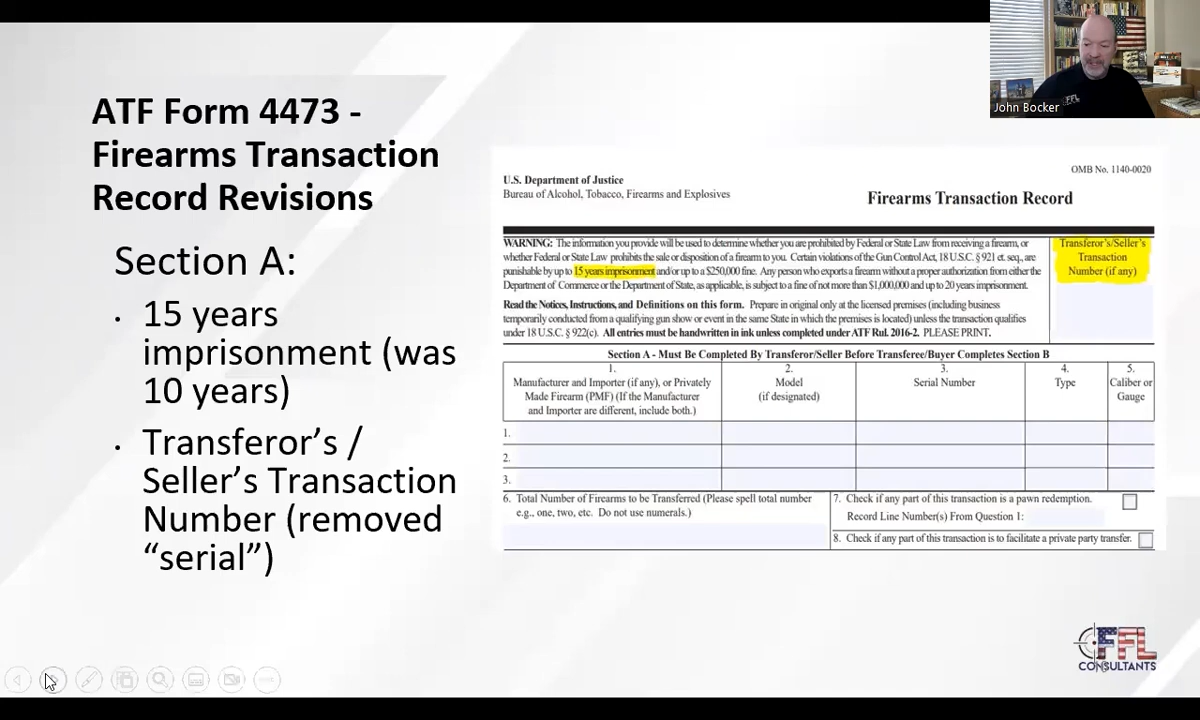 ATF Form 4473 -
Firearms Transaction
Record Revisions
Section A:
• 15 years
imprisonment (was
10 years)
• Transferor’s /
Seller’s Transaction
Number (removed
“serial”)
John Bocker
OMB No. 1140-0020
U.S. Department of Justice
Bureau of Alcohol, Tobacco, Firearms and Explosives
Firearms Transaction Record
WARNING: The information you provide will be used to determine whether you are prohibited by Federal or State Law from receiving a firearm, or
whether Federal or State Law prohibits the sale or disposition of a firearm to you. Certain violations of the Gun Control Act, 18 U.S.C. § 921 et. seq., are
punishable by up to 15 years imprisonment and/or up to a $250,000 fine. Any person who exports a firearm without a proper authorization from either the
Department of Commerce or the Department of State, as applicable, is subject to a fine of not more than $1,000,000 and up to 20 years imprisonment.
Transferor's/Seller's
Transaction
Number (if any)
Read the Notices, Instructions, and Definitions on this form. Prepare in original only at the licensed premises (including business
temporarily conducted from a qualifying gun show or event in the same State in which the premises is located) unless the transaction qualifies
under 18 U.S.C. § 922(c). All entries must be handwritten in ink unless completed under ATF Rul. 2016-2. PLEASE PRINT.
Section A - Must Be Completed By Transferor/Seller Before Transferee/Buyer Completes Section B
1.
Manufacturer and Importer (if any), or Privately
Made Firearm (PMF) (If the Manufacturer
and Importer are different, include both.)
2.
Model
(if designated)
3.
Serial Number
4.
Type
5.
Caliber or
Gauge
1.
2.
3.
6. Total Number of Firearms to be Transferred (Please spell total number
e.g., one, two, etc. Do not use numerals.)
7. Check if any part of this transaction is a pawn redemption.
Record Line Number(s) From Question 1:
8. Check if any part of this transaction is to facilitate a private party transfer.
FFL
CONSULTANTS